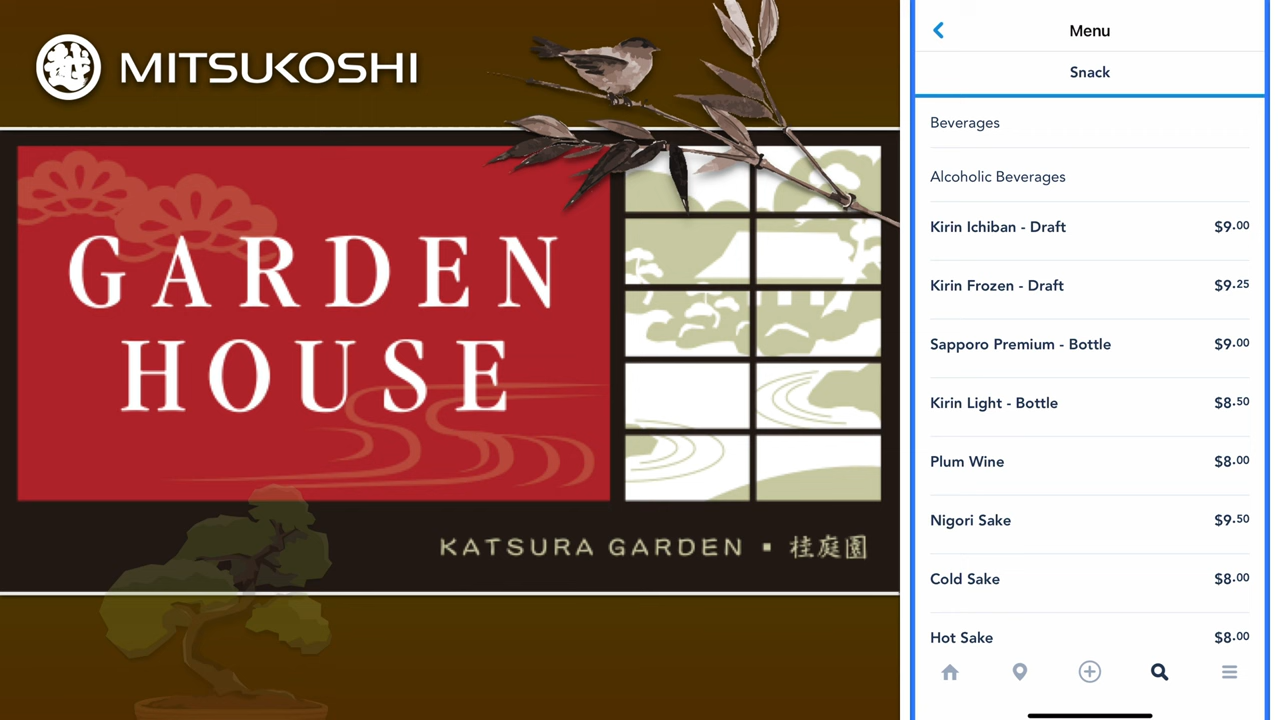 MITSUKOSHI
GARDEN
HOUSE
KATSURA GARDEN ▪ 桂庭園
Menu
Snack
Beverages
Alcoholic Beverages
Kirin Ichiban - Draft $9.00
Kirin Frozen - Draft $9.25
Sapporo Premium - Bottle $9.00
Kirin Light - Bottle $8.50
Plum Wine $8.00
Nigori Sake $9.50
Cold Sake $8.00
Hot Sake $8.00